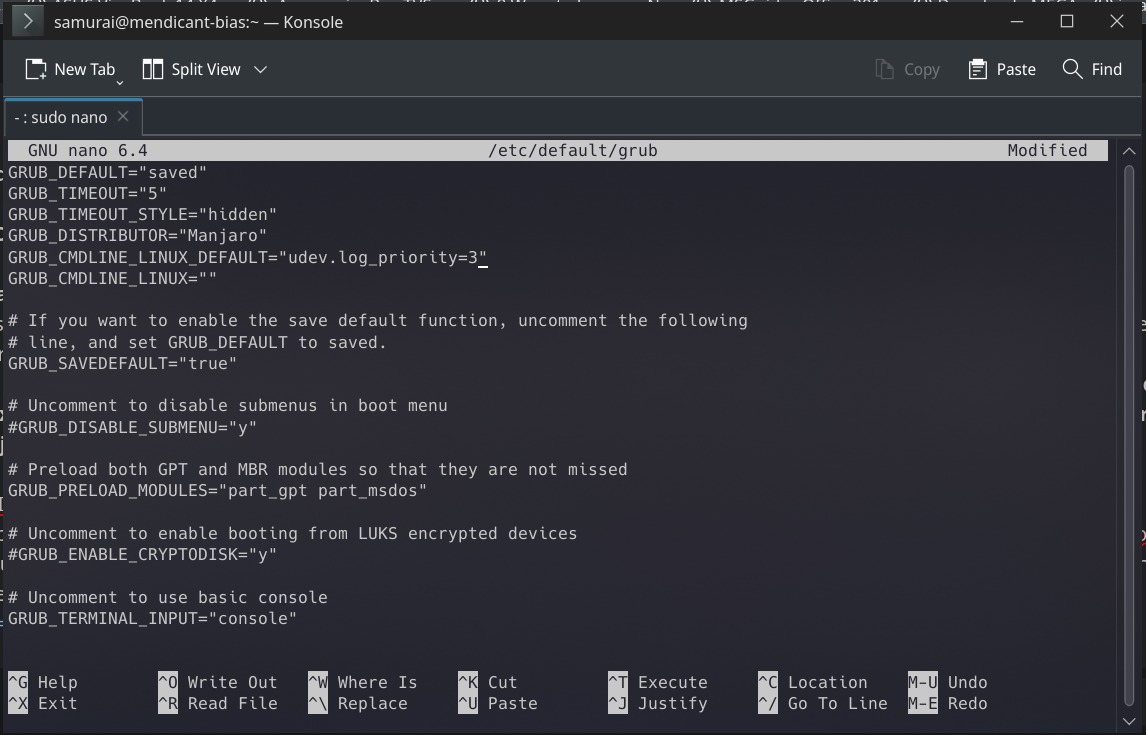 samurai@mendicant-bias:~ — Konsole
New Tab Split View Copy Paste Find
- : sudo nano
GNU nano 6.4 /etc/default/grub Modified
GRUB_DEFAULT="saved"
GRUB_TIMEOUT="5"
GRUB_TIMEOUT_STYLE="hidden"
GRUB_DISTRIBUTOR="Manjaro"
GRUB_CMDLINE_LINUX_DEFAULT="udev.log_priority=3"
GRUB_CMDLINE_LINUX=""
# If you want to enable the save default function, uncomment the following
# line, and set GRUB_DEFAULT to saved.
GRUB_SAVEDEFAULT="true"
# Uncomment to disable submenus in boot menu
#GRUB_DISABLE_SUBMENU="y"
# Preload both GPT and MBR modules so that they are not missed
GRUB_PRELOAD_MODULES="part_gpt part_msdos"
# Uncomment to enable booting from LUKS encrypted devices
#GRUB_ENABLE_CRYPTODISK="y"
# Uncomment to use basic console
GRUB_TERMINAL_INPUT="console"
^G Help ^O Write Out ^W Where Is ^K Cut ^T Execute ^C Location M-U Undo
^X Exit ^R Read File ^\ Replace ^U Paste ^J Justify ^/ Go To Line M-E Redo